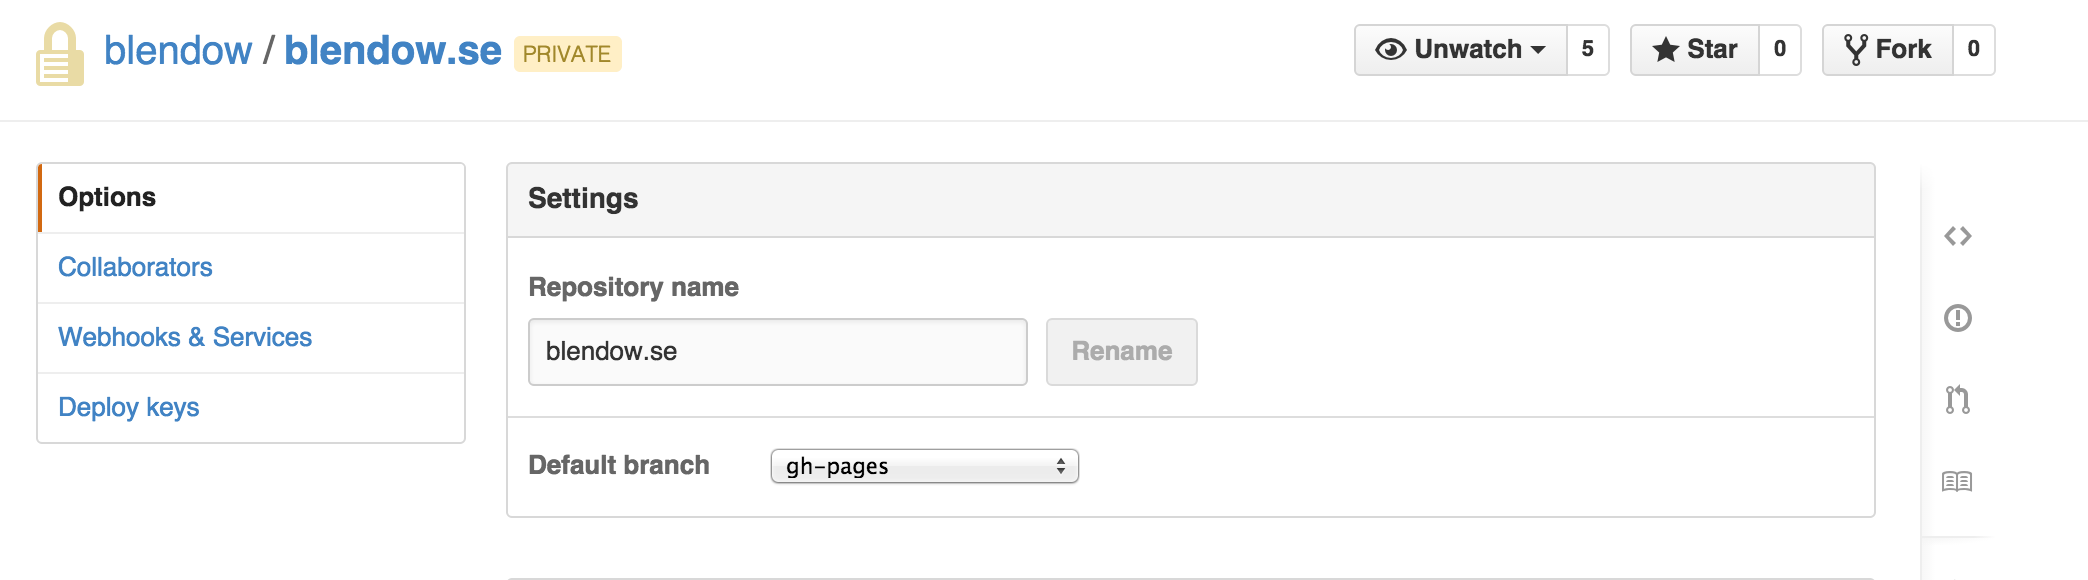 blendow / blendow.se PRIVATE
Unwatch 5 Star 0 Fork 0
Options
Collaborators
Webhooks & Services
Deploy keys
Settings
Repository name
blendow.se Rename
Default branch gh-pages